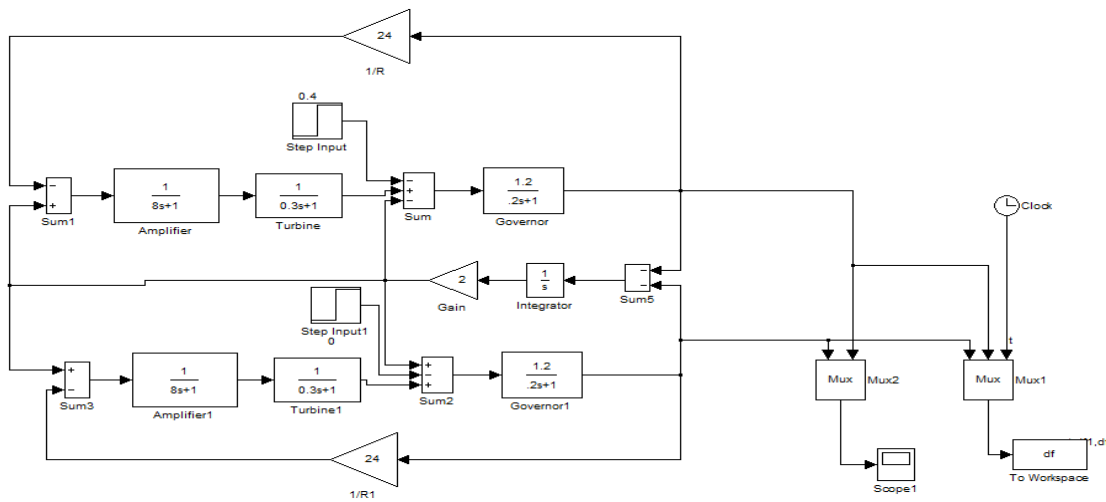 24
1/R
0.4
Step Input
1
8s+1
Amplifier
1
0.3s+1
Turbine
Sum1
Sum
1.2
.2s+1
Governor
Clock
2
Gain
1
s
Integrator
Sum5
Step Input1
0
t
1
8s+1
Amplifier1
1
0.3s+1
Turbine1
Sum3
Sum2
1.2
.2s+1
Governor1
Mux
Mux2
Mux
Mux1
24
1/R1
Scope1
df
To Workspace